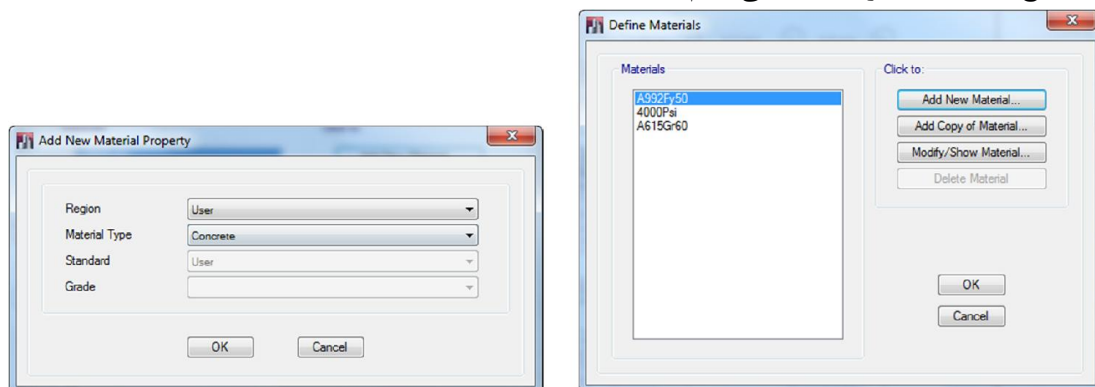 Define Materials
Materials
A992Fy50
4000Psi
A615Gr60
Click to:
Add New Material...
Add Copy of Material...
Modify/Show Material...
Delete Material
OK
Cancel
Add New Material Property
Region
User
Material Type
Concrete
Standard
User
Grade
OK
Cancel